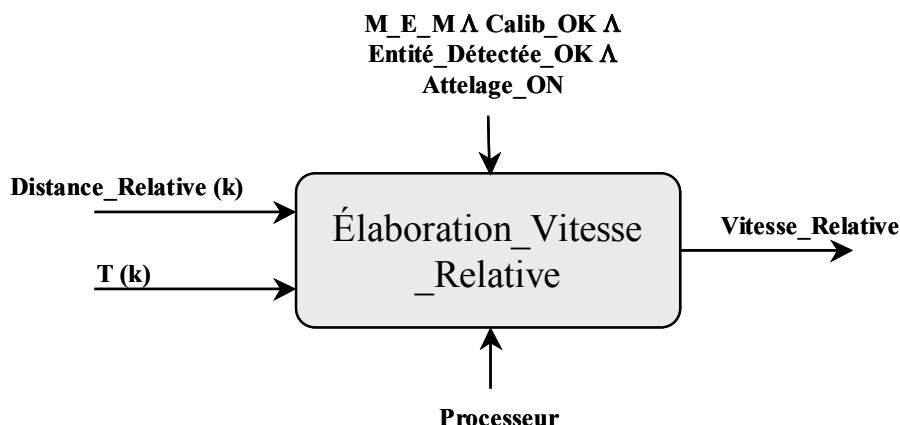 M_E_M Λ Calib_OK Λ
Entité_Détectée_OK Λ
Attelage_ON
Distance_Relative (k)
T (k)
Élaboration_Vitesse
_Relative
Vitesse_Relative
Processeur